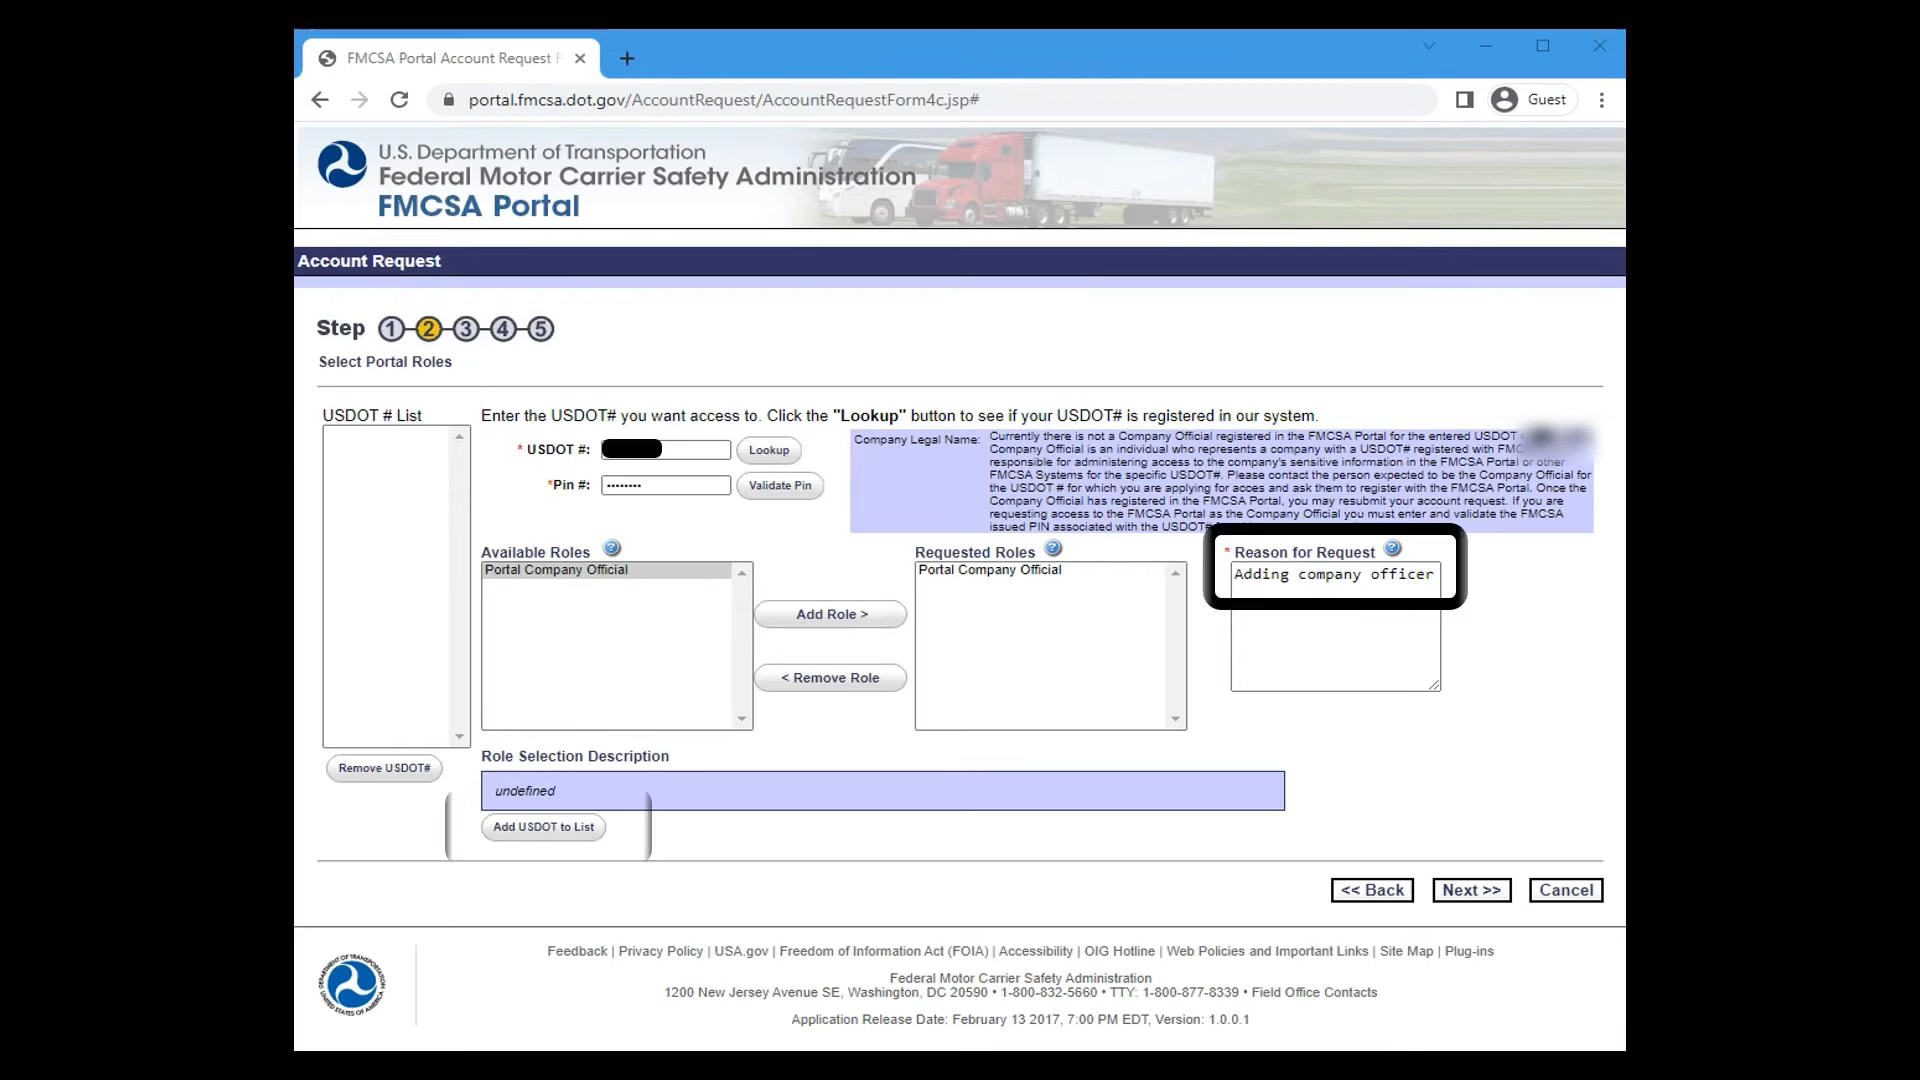 FMCSA Portal Account Request F
portal.fmcsa.dot.gov/AccountRequest/AccountRequestForm4c.jsp#
Guest
U.S. Department of Transportation
Federal Motor Carrier Safety Administration
FMCSA Portal
Account Request
Step 1 2 3 4 5
Select Portal Roles
USDOT # List
Enter the USDOT# you want access to. Click the "Lookup" button to see if your USDOT# is registered in our system.
* USDOT #:
Lookup
*Pin #:
••••••••
Validate Pin
Company Legal Name:
Currently there is not a Company Official registered in the FMCSA Portal for the entered USDOT
Company Official is an individual who represents a company with a USDOT# registered with FMC
responsible for administering access to the company's sensitive information in the FMCSA Portal or other
FMCSA Systems for the specific USDOT#. Please contact the person expected to be the Company Official for
the USDOT # for which you are applying for acces and ask them to register with the FMCSA Portal. Once the
Company Official has registered in the FMCSA Portal, you may resubmit your account request. If you are
requesting access to the FMCSA Portal as the Company Official you must enter and validate the FMCSA
issued PIN associated with the USDOT#
Available Roles ?
Portal Company Official
Add Role >
< Remove Role
Requested Roles ?
Portal Company Official
* Reason for Request ?
Adding company officer
Remove USDOT#
Role Selection Description
undefined
Add USDOT to List
<< Back
Next >>
Cancel
Feedback | Privacy Policy | USA.gov | Freedom of Information Act (FOIA) | Accessibility | OIG Hotline | Web Policies and Important Links | Site Map | Plug-ins
Federal Motor Carrier Safety Administration
1200 New Jersey Avenue SE, Washington, DC 20590 • 1-800-832-5660 • TTY: 1-800-877-8339 • Field Office Contacts
Application Release Date: February 13 2017, 7:00 PM EDT, Version: 1.0.0.1
DEPARTMENT OF TRANSPORTATION
UNITED STATES OF AMERICA